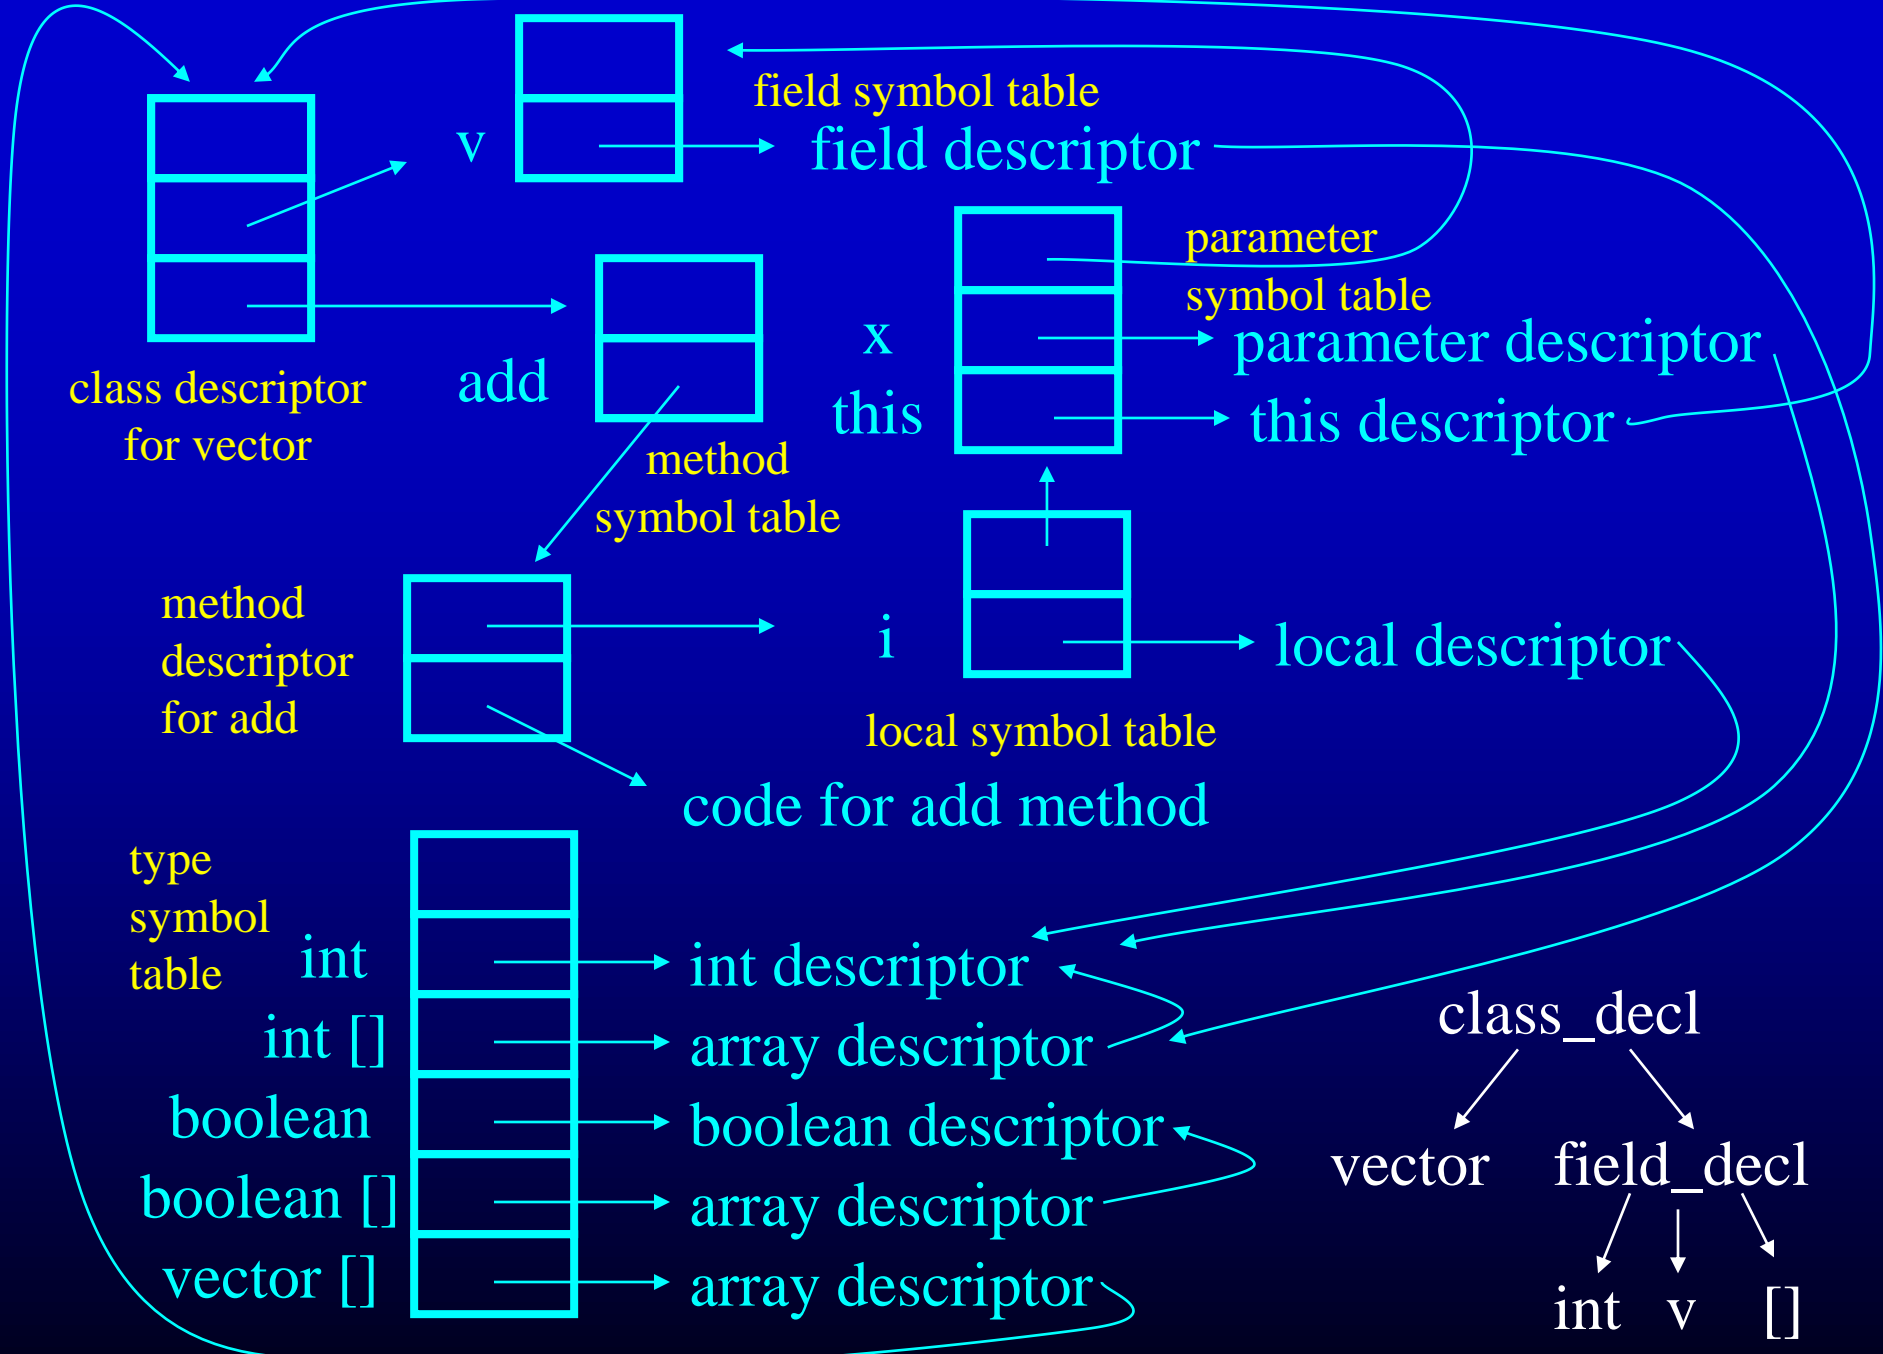 field symbol table
v
field descriptor
parameter
symbol table
x
parameter descriptor
class descriptor
for vector
add
this
this descriptor
method
symbol table
method
descriptor
for add
i
local descriptor
local symbol table
code for add method
type
symbol
table
int
int descriptor
int []
array descriptor
boolean
boolean descriptor
boolean []
array descriptor
vector []
array descriptor
class_decl
vector
field_decl
int
v
[]